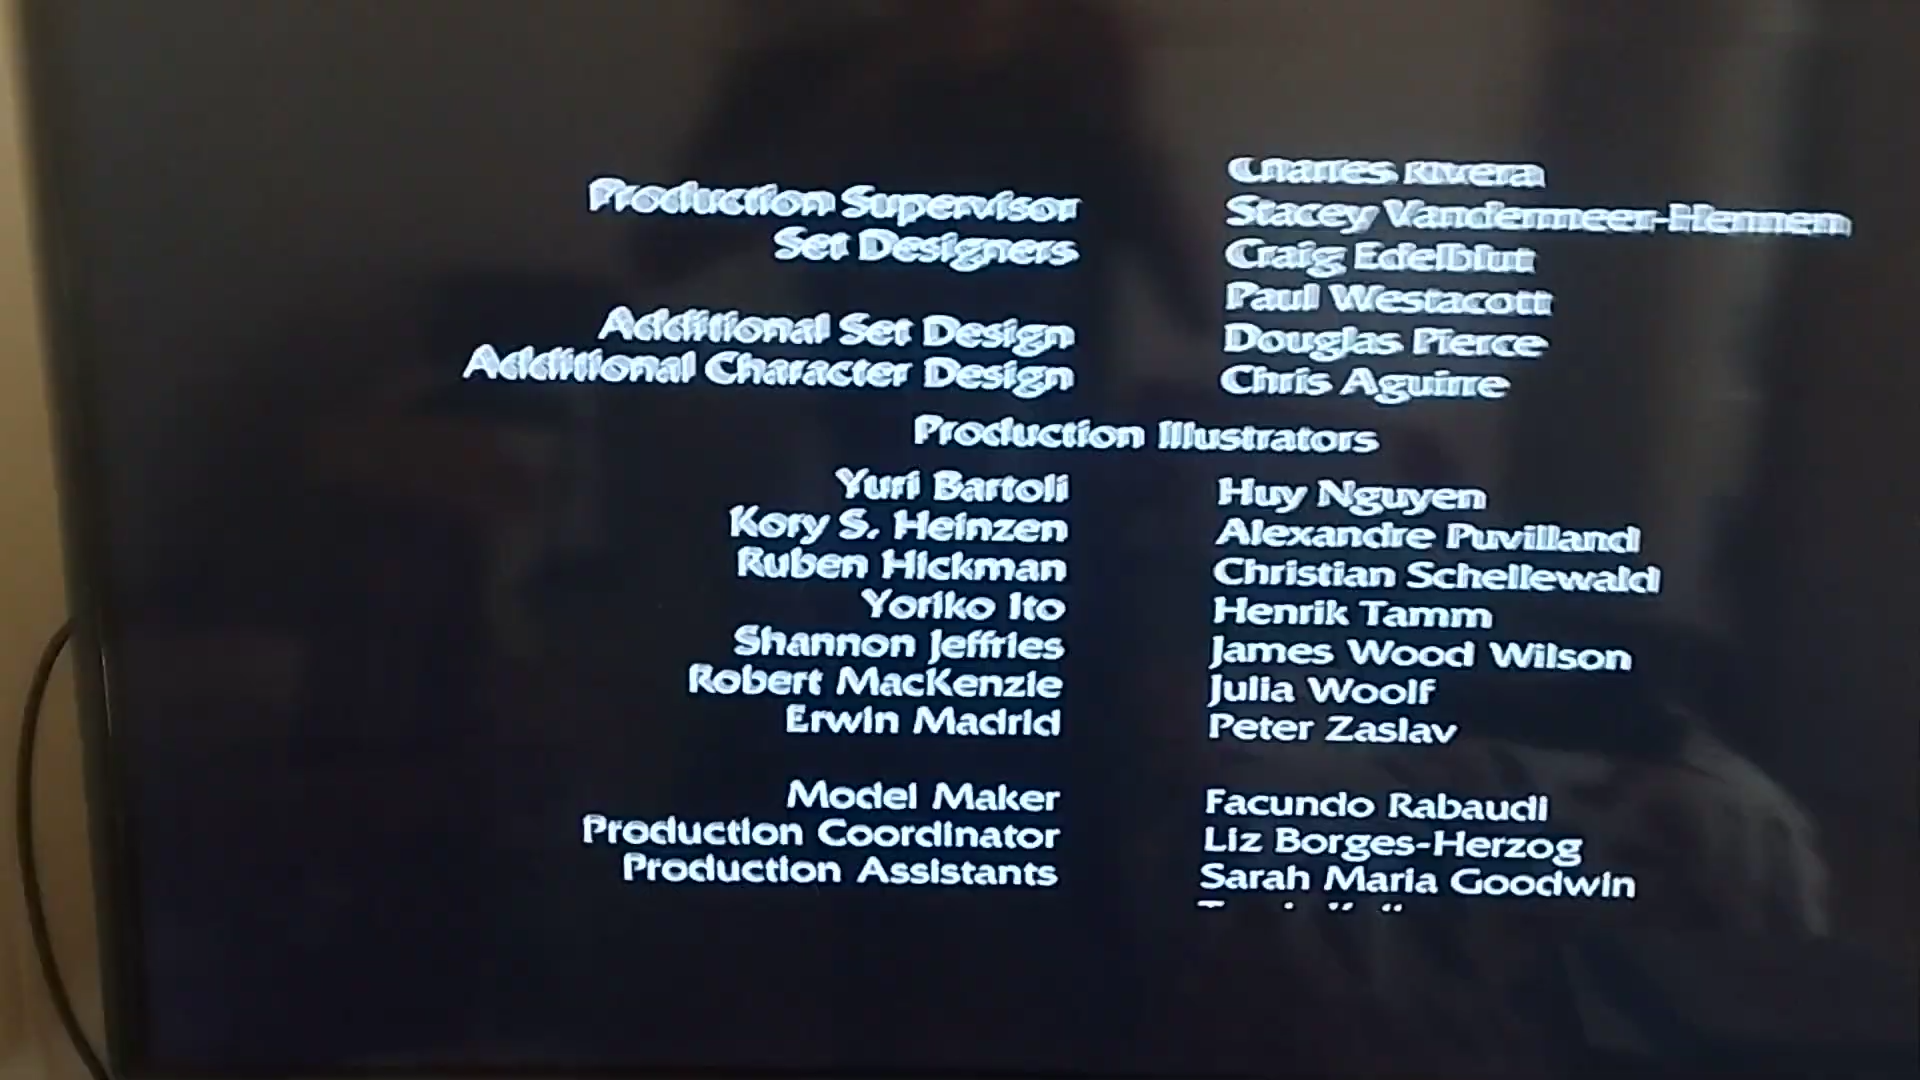 Charles Rivera
Production Supervisor Stacey Vandermeer-Hennen
Set Designers Craig Edelblut
Paul Westacott
Additional Set Design Douglas Pierce
Additional Character Design Chris Aguirre
Production Illustrators
Yuri Bartoli Huy Nguyen
Kory S. Heinzen Alexandre Puvilland
Ruben Hickman Christian Schellewald
Yoriko Ito Henrik Tamm
Shannon Jeffries James Wood Wilson
Robert MacKenzie Julia Woolf
Erwin Madrid Peter Zaslav
Model Maker Facundo Rabaudi
Production Coordinator Liz Borges-Herzog
Production Assistants Sarah Maria Goodwin